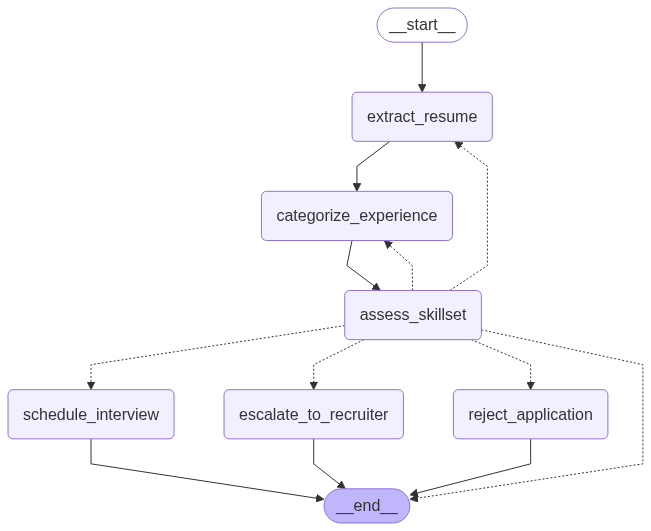 __start__
extract_resume
categorize_experience
assess_skillset
schedule_interview
escalate_to_recruiter
reject_application
__end__